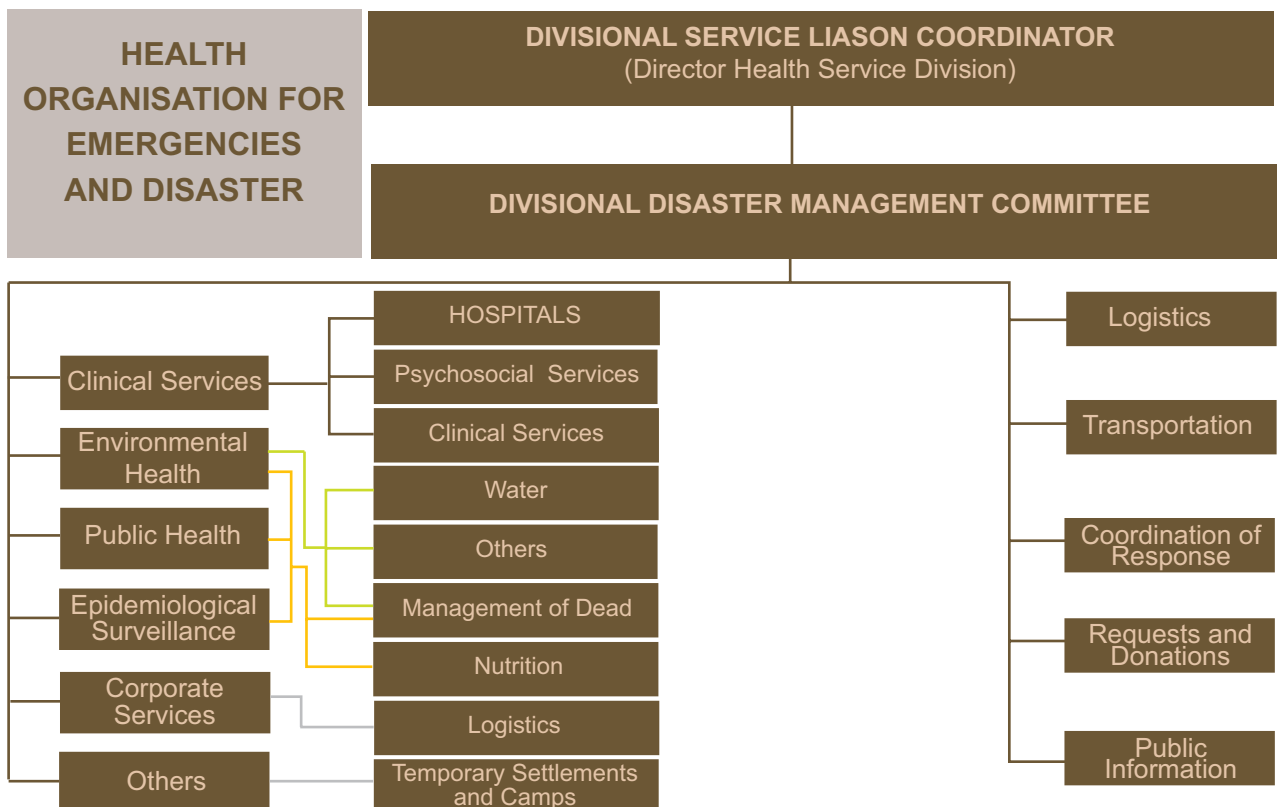 HEALTH
ORGANISATION FOR
EMERGENCIES
AND DISASTER
DIVISIONAL SERVICE LIASON COORDINATOR
(Director Health Service Division)
DIVISIONAL DISASTER MANAGEMENT COMMITTEE
Clinical Services
Environmental
Health
Public Health
Epidemiological
Surveillance
Corporate
Services
Others
HOSPITALS
Psychosocial Services
Clinical Services
Water
Others
Management of Dead
Nutrition
Logistics
Temporary Settlements
and Camps
Logistics
Transportation
Coordination of
Response
Requests and
Donations
Public
Information